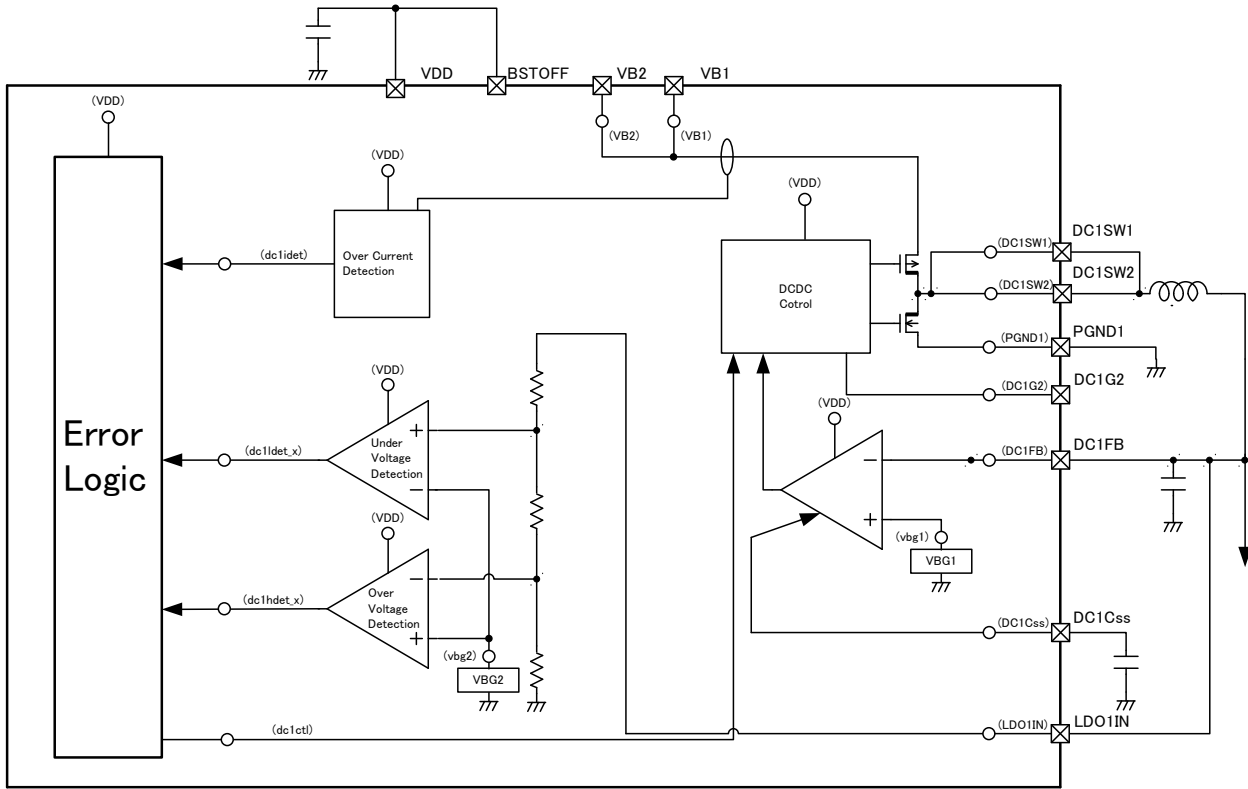 VDD
BSTOFF
VB2
VB1
(VDD)
(VB2)
(VB1)
(VDD)
(VDD)
Over Current
Detection
(dc1idet)
DCDC
Cotrol
(DC1SW1)
DC1SW1
(DC1SW2)
DC1SW2
(PGND1)
PGND1
(DC1G2)
DC1G2
(VDD)
(VDD)
Error
Logic
(dc1ldet_x)
+
Under
Voltage
Detection
−
−
(DC1FB)
DC1FB
+
(vbg1)
VBG1
(VDD)
(dc1hdet_x)
−
Over
Voltage
Detection
+
(vbg2)
VBG2
(DC1Css)
DC1Css
(dc1ctl)
(LDO1IN)
LDO1IN